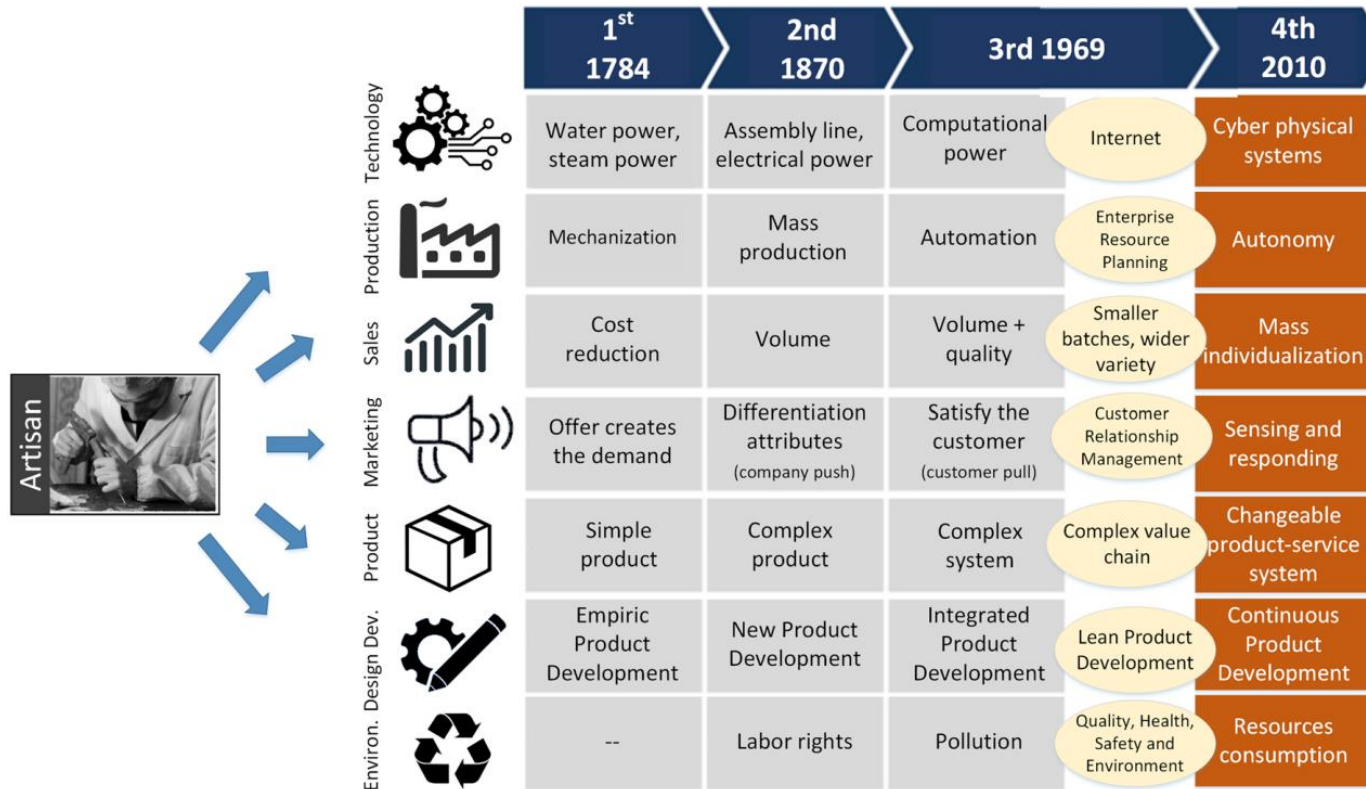 1st
1784
2nd
1870
3rd 1969
4th
2010
Artisan
Technology
Water power,
steam power
Assembly line,
electrical power
Computational
power
Internet
Cyber physical
systems
Production
Mechanization
Mass
production
Automation
Enterprise
Resource
Planning
Autonomy
Sales
Cost
reduction
Volume
Volume +
quality
Smaller
batches, wider
variety
Mass
individualization
Marketing
Offer creates
the demand
Differentiation
attributes
(company push)
Satisfy the
customer
(customer pull)
Customer
Relationship
Management
Sensing and
responding
Product
Simple
product
Complex
product
Complex
system
Complex value
chain
Changeable
product-service
system
Design Dev.
Empiric
Product
Development
New Product
Development
Integrated
Product
Development
Lean Product
Development
Continuous
Product
Development
Environ.
--
Labor rights
Pollution
Quality, Health,
Safety and
Environment
Resources
consumption